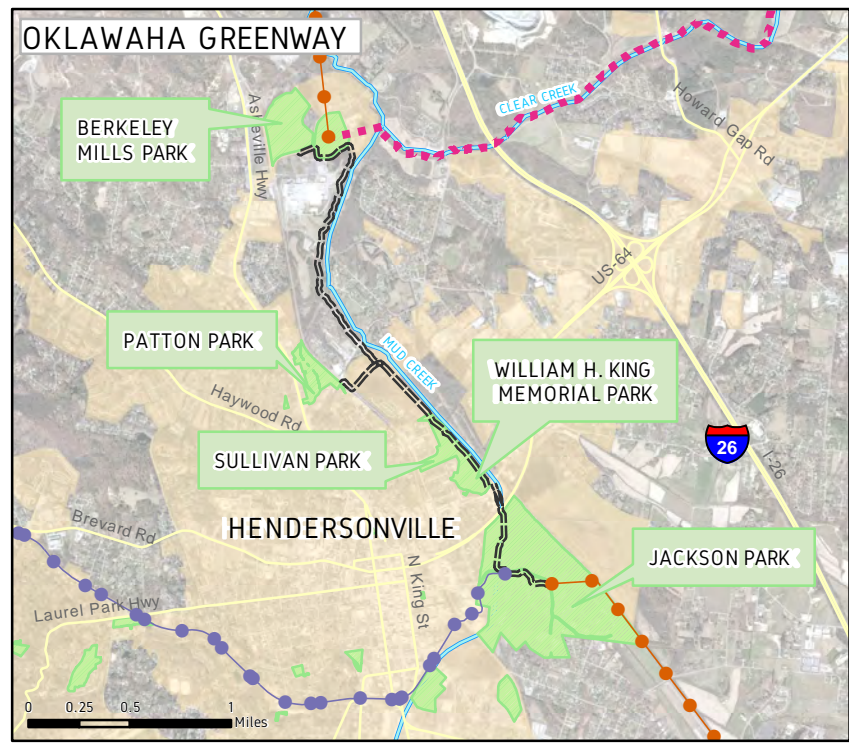 OKLAWAHA GREENWAY
CLEAR CREEK
Howard Gap Rd
Asheville Hwy
BERKELEY
MILLS PARK
US-64
PATTON PARK
MUD CREEK
WILLIAM H. KING
MEMORIAL PARK
Haywood Rd
SULLIVAN PARK
26
I-26
Brevard Rd
HENDERSONVILLE
JACKSON PARK
N King St
Laurel Park Hwy
0 0.25 0.5 1
Miles